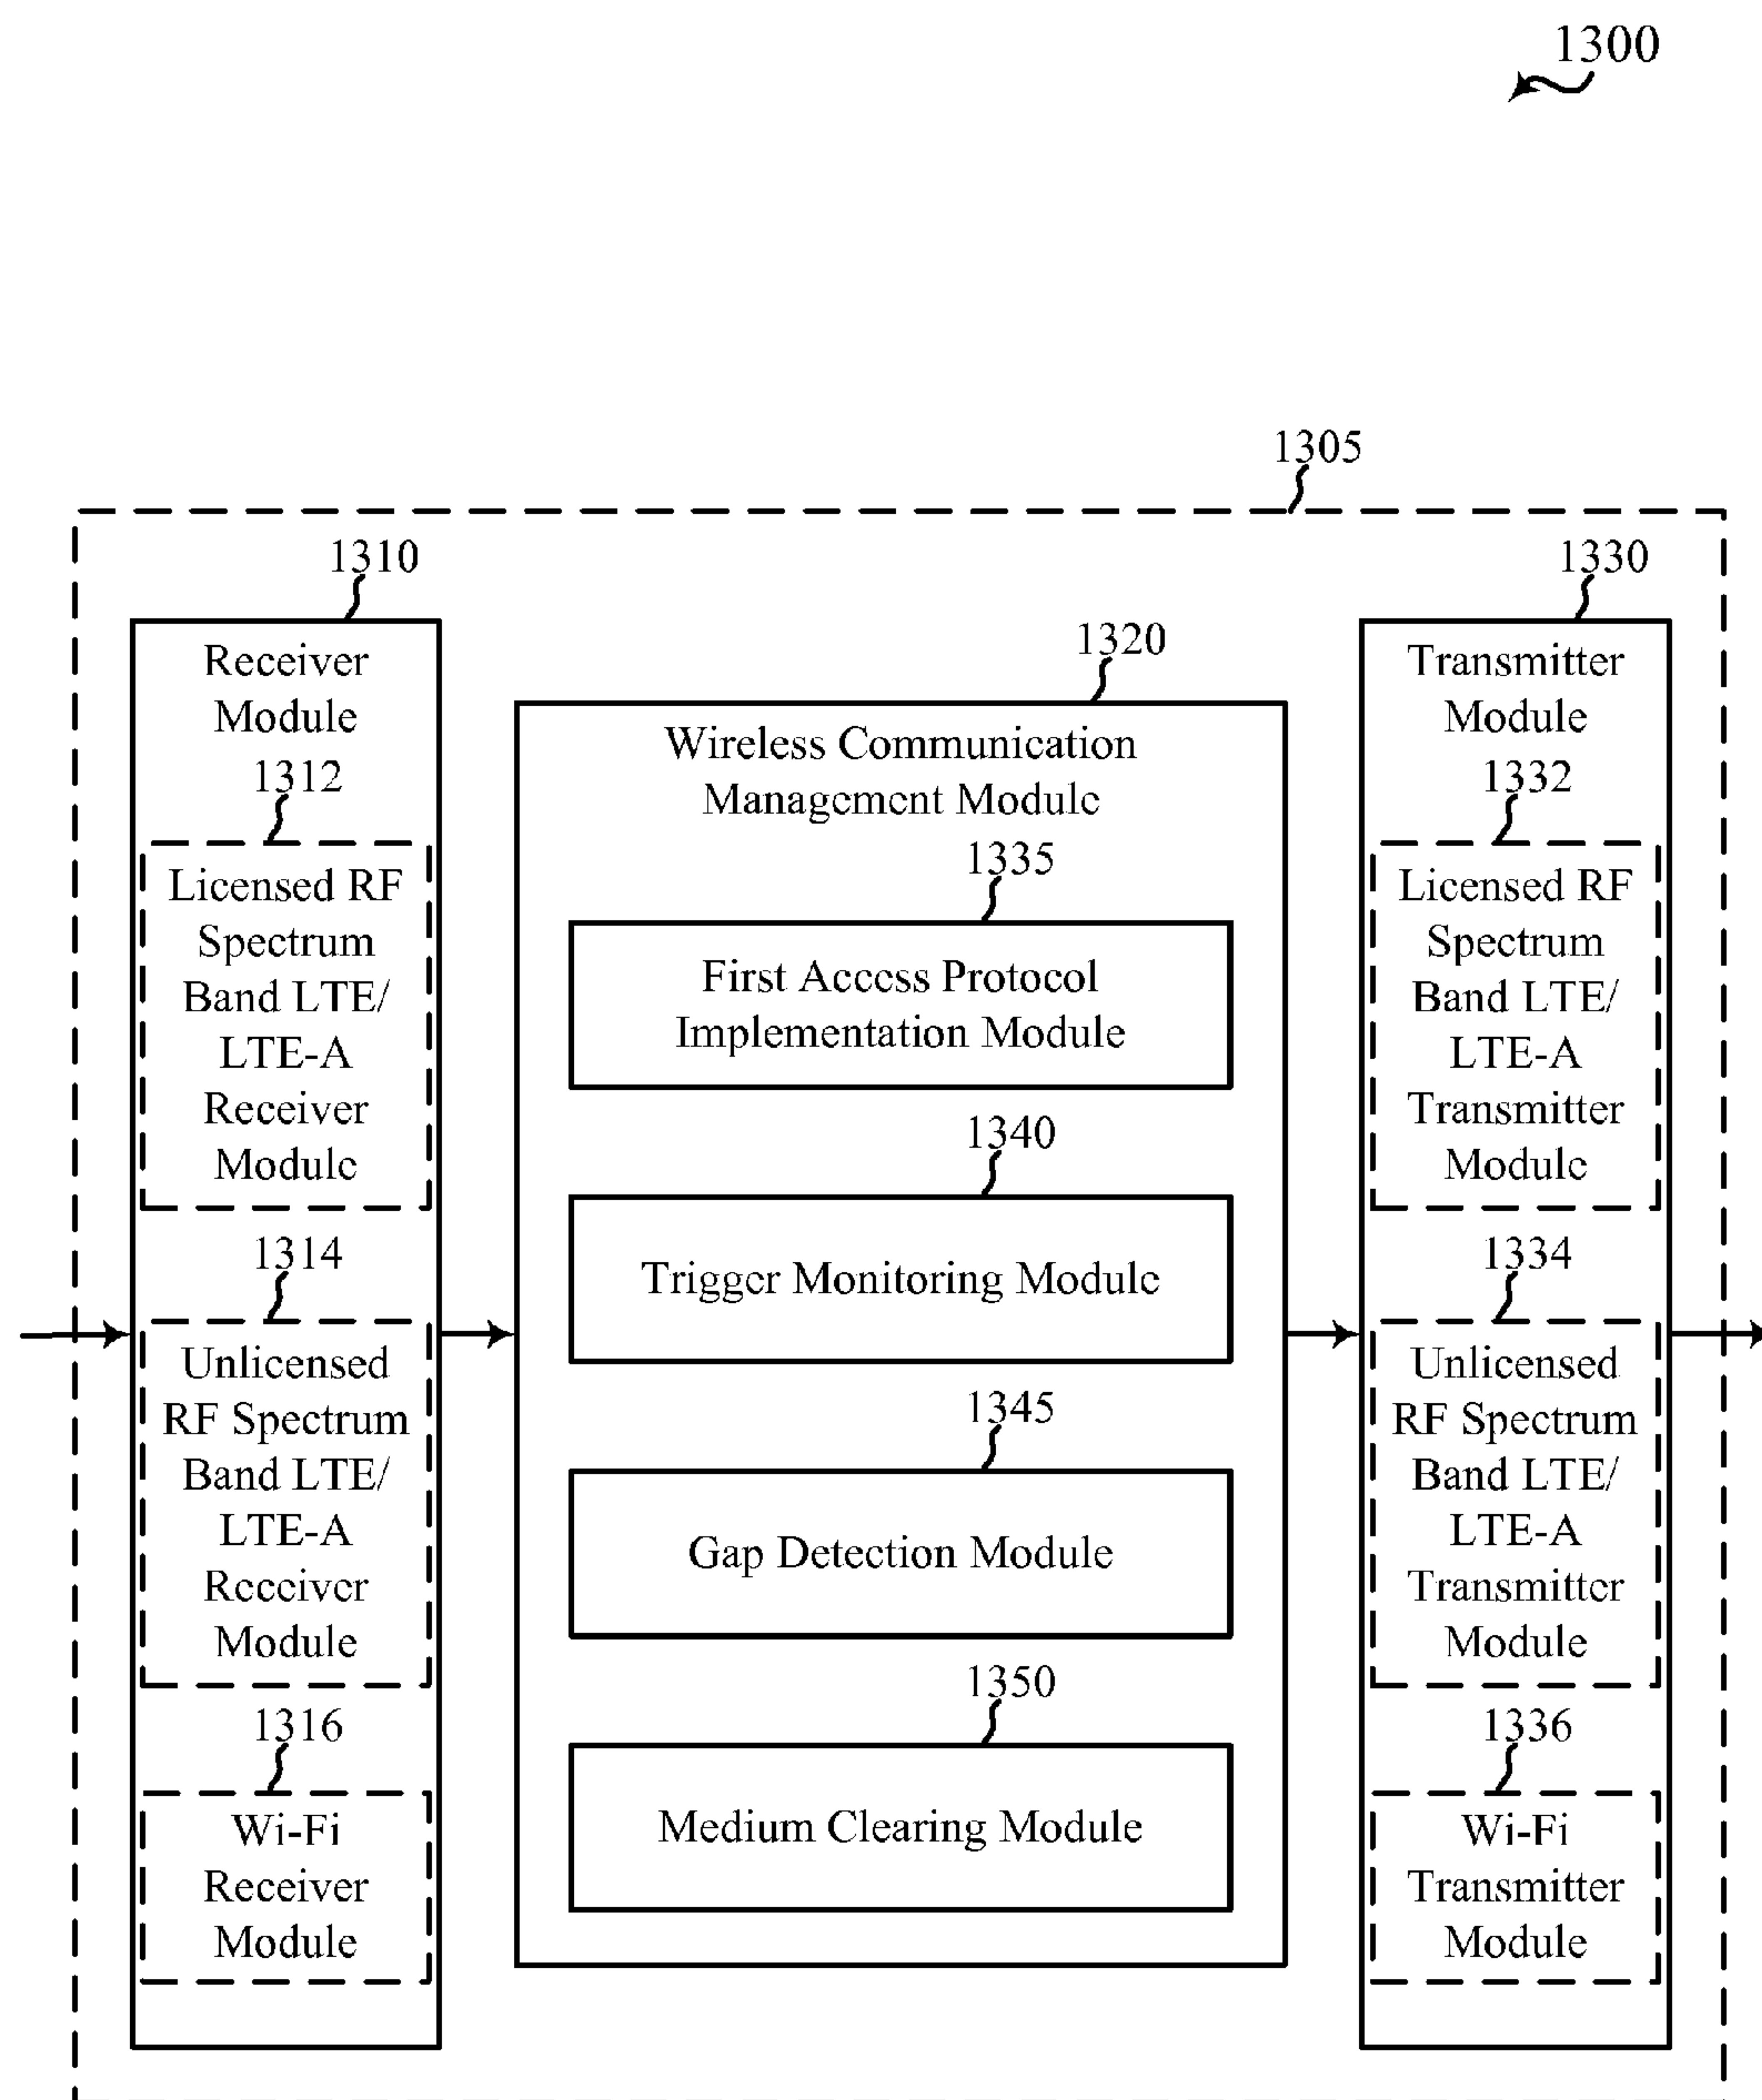 1300
1305
1310
Receiver
Module
1312
Licensed RF
Spectrum
Band LTE/
LTE-A
Receiver
Module
1314
Unlicensed
RF Spectrum
Band LTE/
LTE-A
Receiver
Module
1316
Wi-Fi
Receiver
Module
1320
Wireless Communication
Management Module
1335
First Access Protocol
Implementation Module
1340
Trigger Monitoring Module
1345
Gap Detection Module
1350
Medium Clearing Module
1330
Transmitter
Module
1332
Licensed RF
Spectrum
Band LTE/
LTE-A
Transmitter
Module
1334
Unlicensed
RF Spectrum
Band LTE/
LTE-A
Transmitter
Module
1336
Wi-Fi
Transmitter
Module